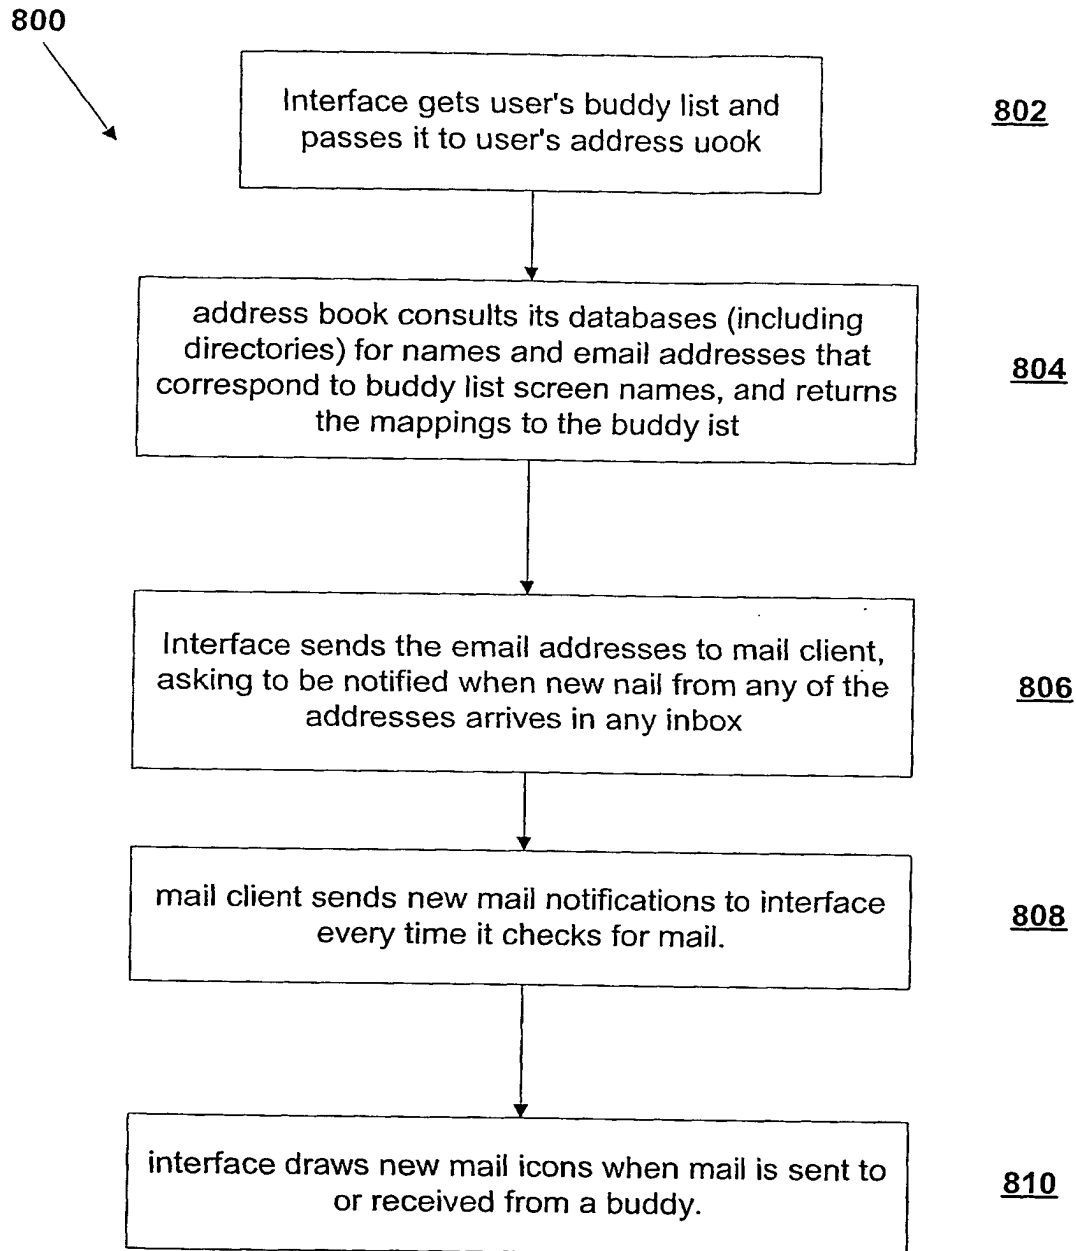 800
Interface gets user's buddy list and
passes it to user's address uook
802
address book consults its databases (including
directories) for names and email addresses that
correspond to buddy list screen names, and returns
the mappings to the buddy ist
804
Interface sends the email addresses to mail client,
asking to be notified when new nail from any of the
addresses arrives in any inbox
806
mail client sends new mail notifications to interface
every time it checks for mail.
808
interface draws new mail icons when mail is sent to
or received from a buddy.
810